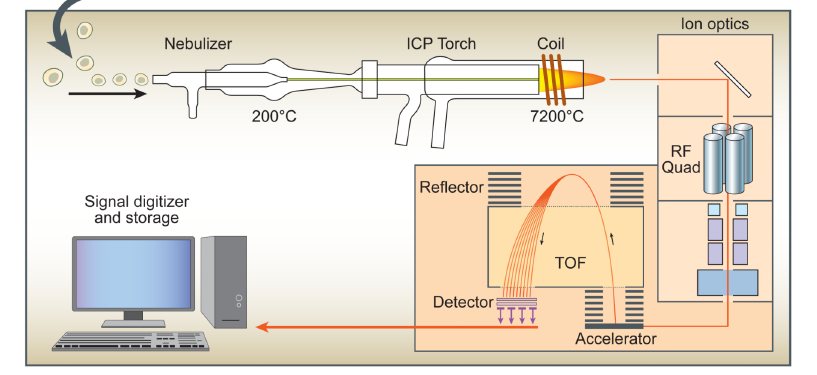 Ion optics
Nebulizer
ICP Torch
Coil
200°C
7200°C
RF
Quad
Reflector
Signal digitizer
and storage
TOF
Detector
Accelerator